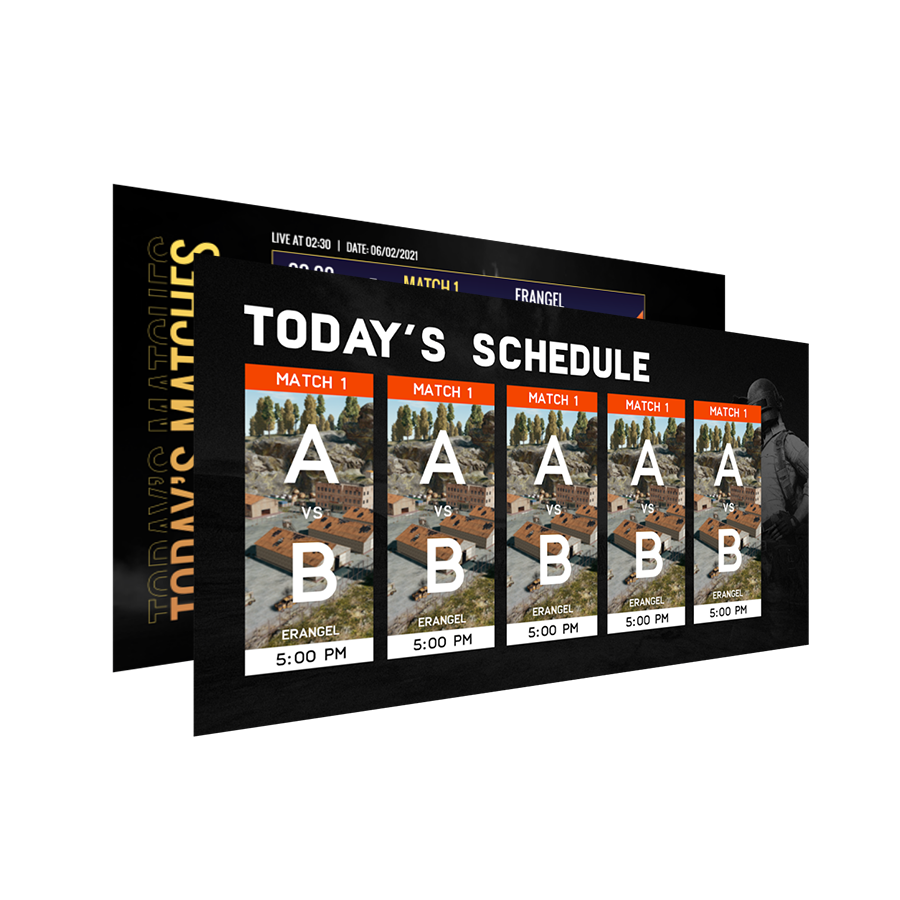 LIVE AT 02:30 | DATE: 06/02/2021
MATCH 1
TODAY'S MATCHES
TODAY'S MATCHES
TODAY'S SCHEDULE
MATCH 1
A
VS
B
ERANGEL
5:00 PM
MATCH 1
A
VS
B
ERANGEL
5:00 PM
MATCH 1
A
VS
B
ERANGEL
5:00 PM
MATCH 1
A
VS
B
ERANGEL
5:00 PM
MATCH 1
A
VS
B
ERANGEL
5:00 PM